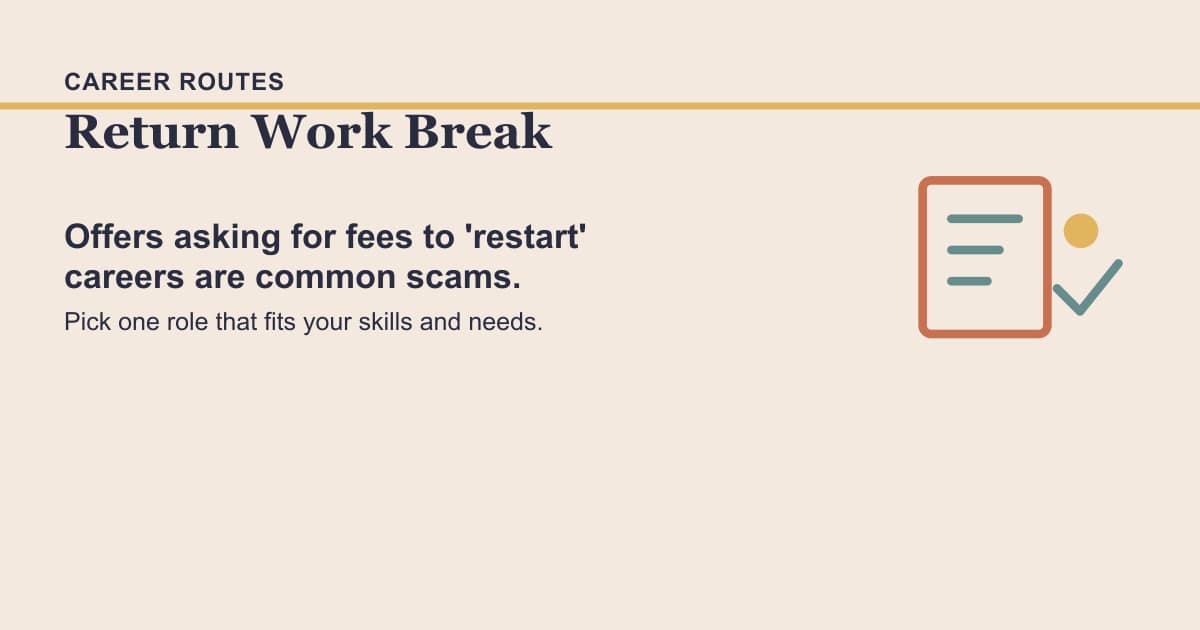 CAREER ROUTES
Return Work Break
Offers asking for fees to 'restart'
careers are common scams.
Pick one role that fits your skills and needs.